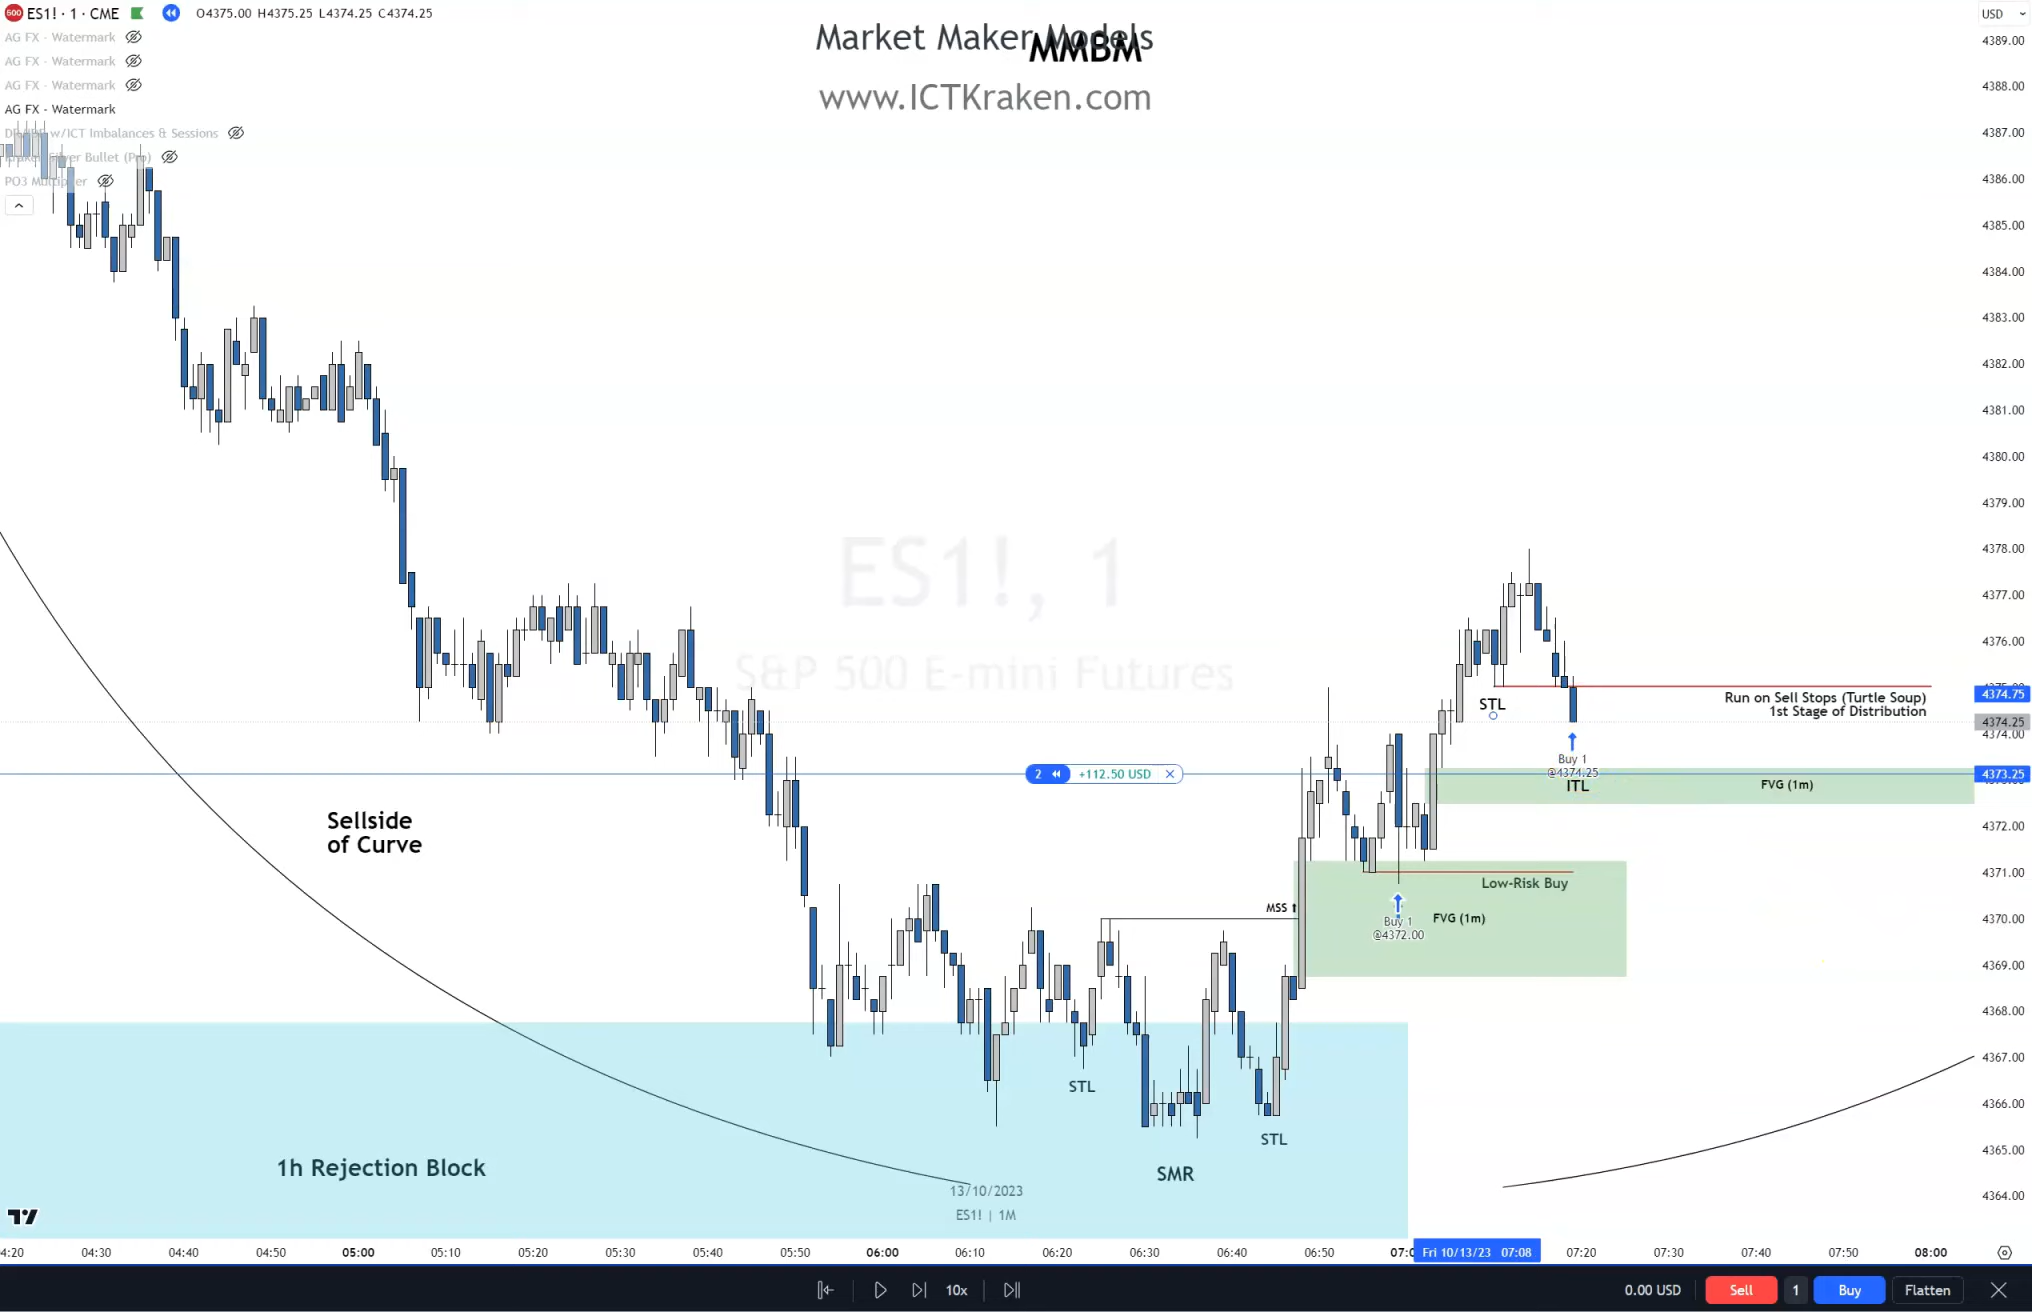 500 ES1! · 1 · CME O4375.00 H4375.25 L4374.25 C4374.25
AG FX - Watermark
AG FX - Watermark
AG FX - Watermark
AG FX - Watermark
w/ICT Imbalances & Sessions
Silver Bullet (Pro)
PO3 Multiplier
Market Maker Models
MMBM
www.ICTKraken.com
USD
4389.00
4388.00
4387.00
4386.00
4385.00
4384.00
4383.00
4382.00
4381.00
4380.00
4379.00
4378.00
4377.00
4376.00
4374.75
4374.25
4374.00
4373.25
4372.00
4371.00
4370.00
4369.00
4368.00
4367.00
4366.00
4365.00
4364.00
ES1!, 1
S&P 500 E-mini Futures
STL
Run on Sell Stops (Turtle Soup)
1st Stage of Distribution
Buy 1
@4374.25
ITL
FVG (1m)
2 +112.50 USD
Sellside
of Curve
Low-Risk Buy
MSS
Buy 1
@4372.00
FVG (1m)
STL
STL
SMR
1h Rejection Block
13/10/2023
ES1! | 1M
4:20 04:30 04:40 04:50 05:00 05:10 05:20 05:30 05:40 05:50 06:00 06:10 06:20 06:30 06:40 06:50 07:0 Fri 10/13/23 07:08 07:20 07:30 07:40 07:50 08:00
10x
0.00 USD Sell 1 Buy Flatten